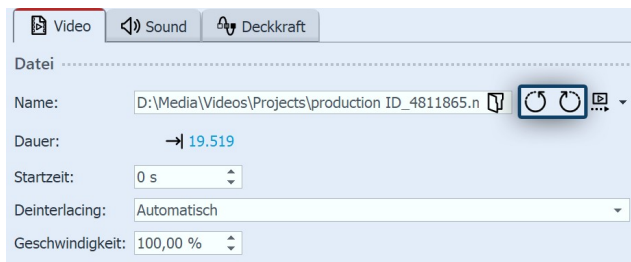 Video Sound Deckkraft
Datei
Name: D:\Media\Videos\Projects\production ID_4811865.n
Dauer: 19.519
Startzeit: 0 s
Deinterlacing: Automatisch
Geschwindigkeit: 100,00 %